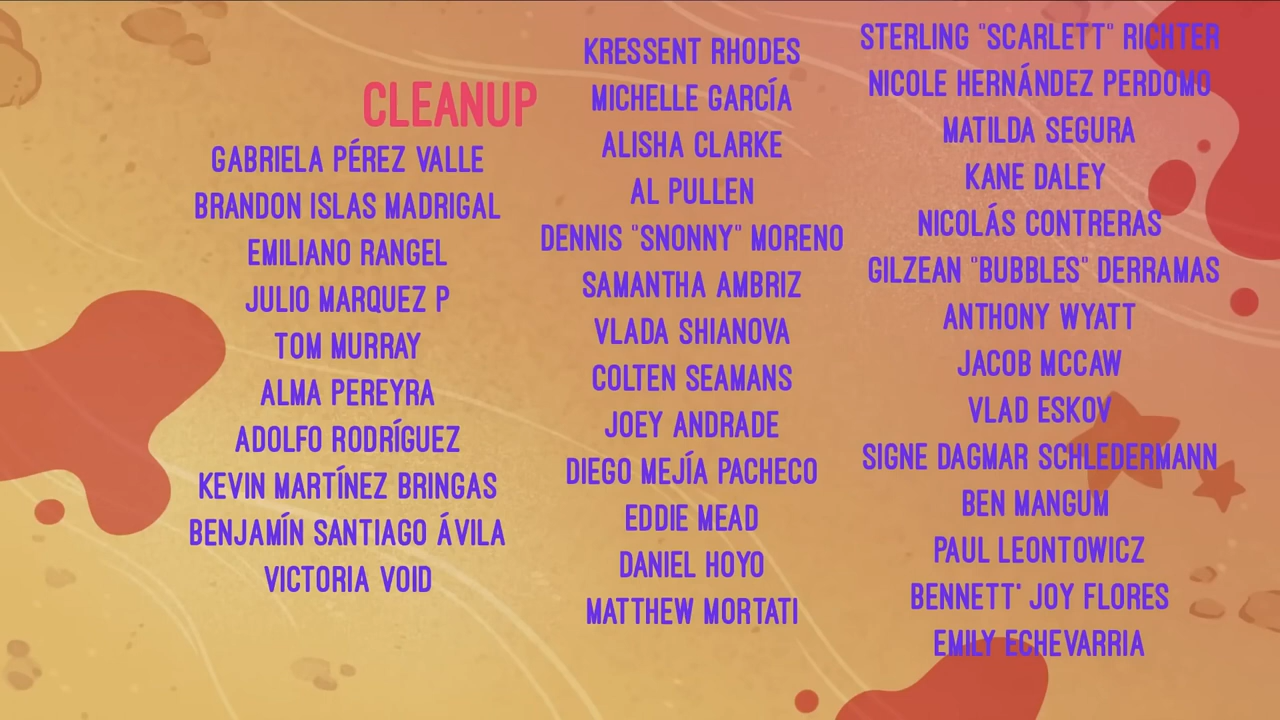 CLEANUP
GABRIELA PÉREZ VALLE
BRANDON ISLAS MADRIGAL
EMILIANO RANGEL
JULIO MARQUEZ P
TOM MURRAY
ALMA PEREYRA
ADOLFO RODRÍGUEZ
KEVIN MARTÍNEZ BRINGAS
BENJAMÍN SANTIAGO ÁVILA
VICTORIA VOID
KRESSENT RHODES
MICHELLE GARCÍA
ALISHA CLARKE
AL PULLEN
DENNIS "SNONNY" MORENO
SAMANTHA AMBRIZ
VLADA SHIANOVA
COLTEN SEAMANS
JOEY ANDRADE
DIEGO MEJÍA PACHECO
EDDIE MEAD
DANIEL HOYO
MATTHEW MORTATI
STERLING "SCARLETT" RICHTER
NICOLE HERNÁNDEZ PERDOMO
MATILDA SEGURA
KANE DALEY
NICOLÁS CONTRERAS
GILZEAN "BUBBLES" DERRAMAS
ANTHONY WYATT
JACOB MCCAW
VLAD ESKOV
SIGNE DAGMAR SCHLEDERMANN
BEN MANGUM
PAUL LEONTOWICZ
BENNETT' JOY FLORES
EMILY ECHEVARRIA